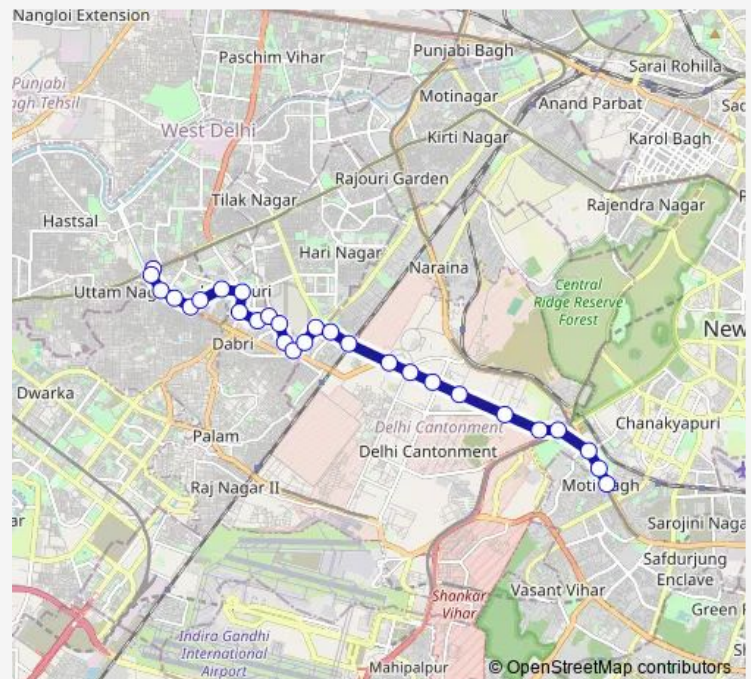 Nangloi Extension
Punjabi Bagh
Paschim Vihar
Sarai Rohilla
Punjabi
agh Tehsil
Motinagar
Anand Parbat
West Delhi
Kirti Nagar
Karol Bagh
Rajouri Garden
Tilak Nagar
Rajendra Nagar
Hastsal
Hari Nagar
Naraina
Central
Ridge Reserve
Forest
Uttam Nag
uri
New
Dabri
Dwarka
Chanakyapuri
Delhi Cantonment
Palam
Delhi Cantonment
Raj Nagar II
Moti Bagh
ar
Sarojini Naga
Safdurjung
Enclave
Shankar
Vihar
Vasant Vihar
Green
Indira Gandhi
International
Airport
Mahipalpur
© OpenStreetMap contributors